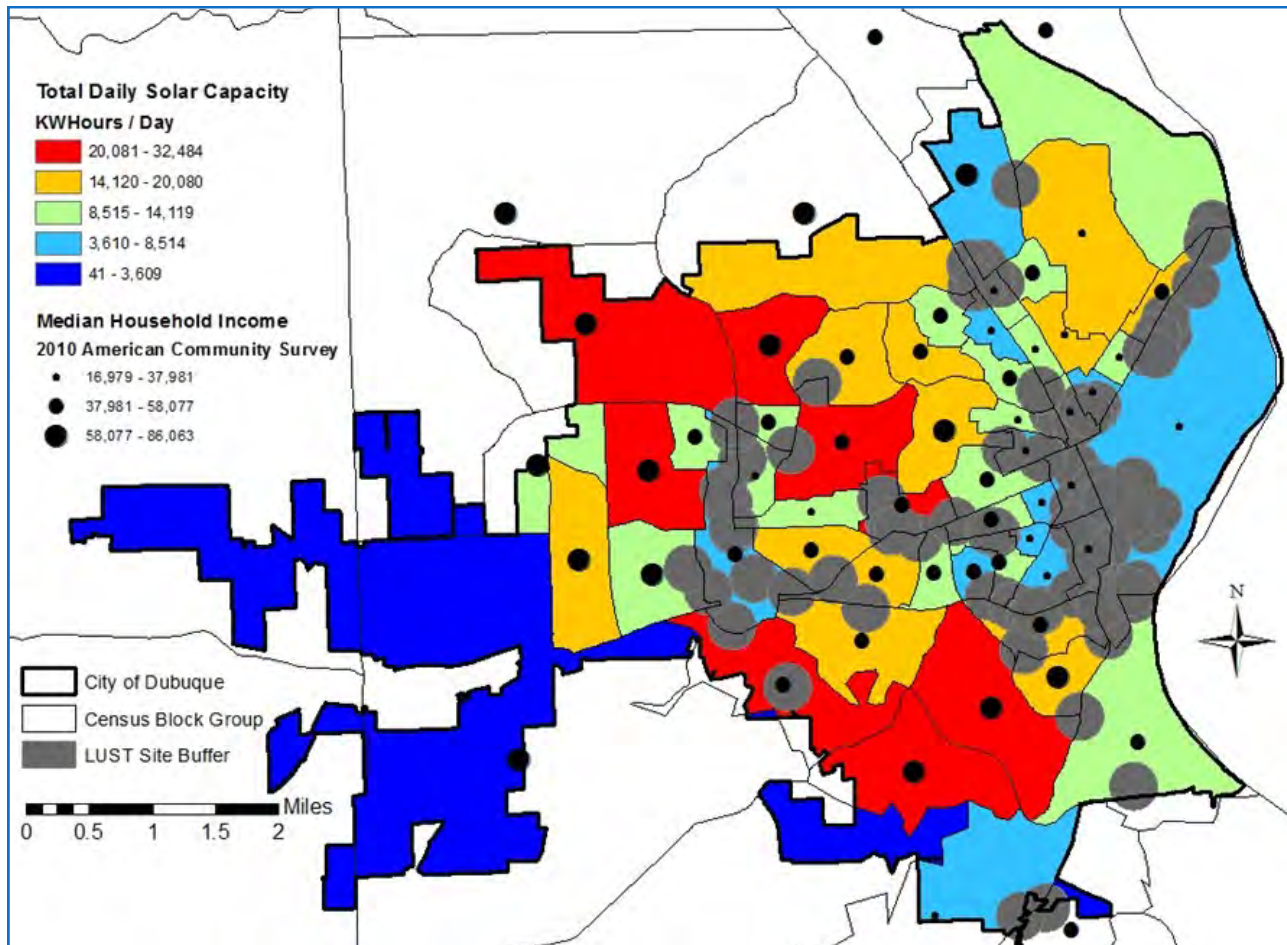 Total Daily Solar Capacity
KWHours / Day
20,081 - 32,484
14,120 - 20,080
8,515 - 14,119
3,610 - 8,514
41 - 3,609
Median Household Income
2010 American Community Survey
16,979 - 37,981
37,981 - 58,077
58,077 - 86,063
N
City of Dubuque
Census Block Group
LUST Site Buffer
Miles
0 0.5 1 1.5 2